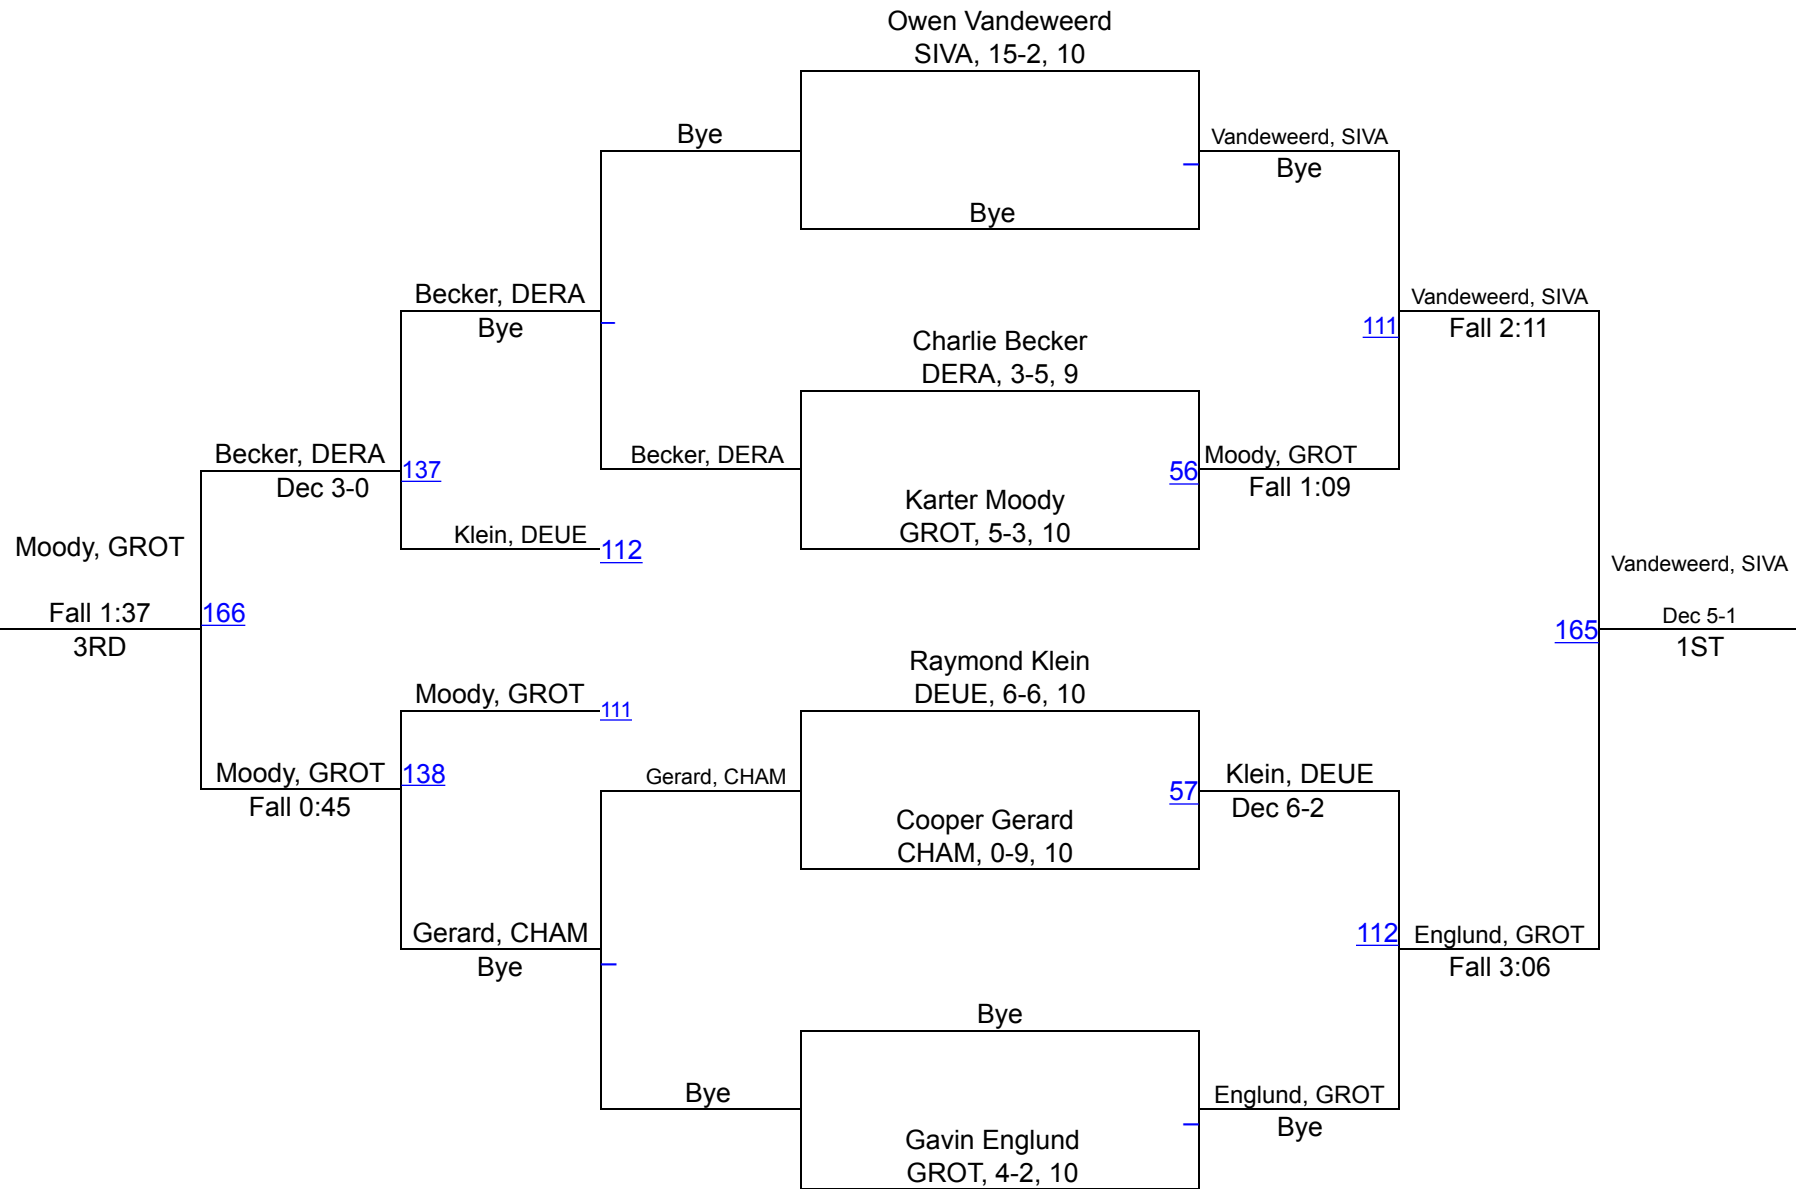 Owen Vandeweerd
SIVA, 15-2, 10
Bye
Vandeweerd, SIVA
Bye
Bye
Becker, DERA
Bye
Vandeweerd, SIVA
111
Fall 2:11
Charlie Becker
DERA, 3-5, 9
Becker, DERA
137
Dec 3-0
Becker, DERA
56
Moody, GROT
Fall 1:09
Karter Moody
GROT, 5-3, 10
Klein, DEUE
112
Moody, GROT
Fall 1:37
166
3RD
Vandeweerd, SIVA
Dec 5-1
165
1ST
Raymond Klein
DEUE, 6-6, 10
Moody, GROT
111
Moody, GROT
138
Fall 0:45
Gerard, CHAM
57
Klein, DEUE
Dec 6-2
Cooper Gerard
CHAM, 0-9, 10
Gerard, CHAM
Bye
112
Englund, GROT
Fall 3:06
Bye
Bye
Englund, GROT
Bye
Gavin Englund
GROT, 4-2, 10